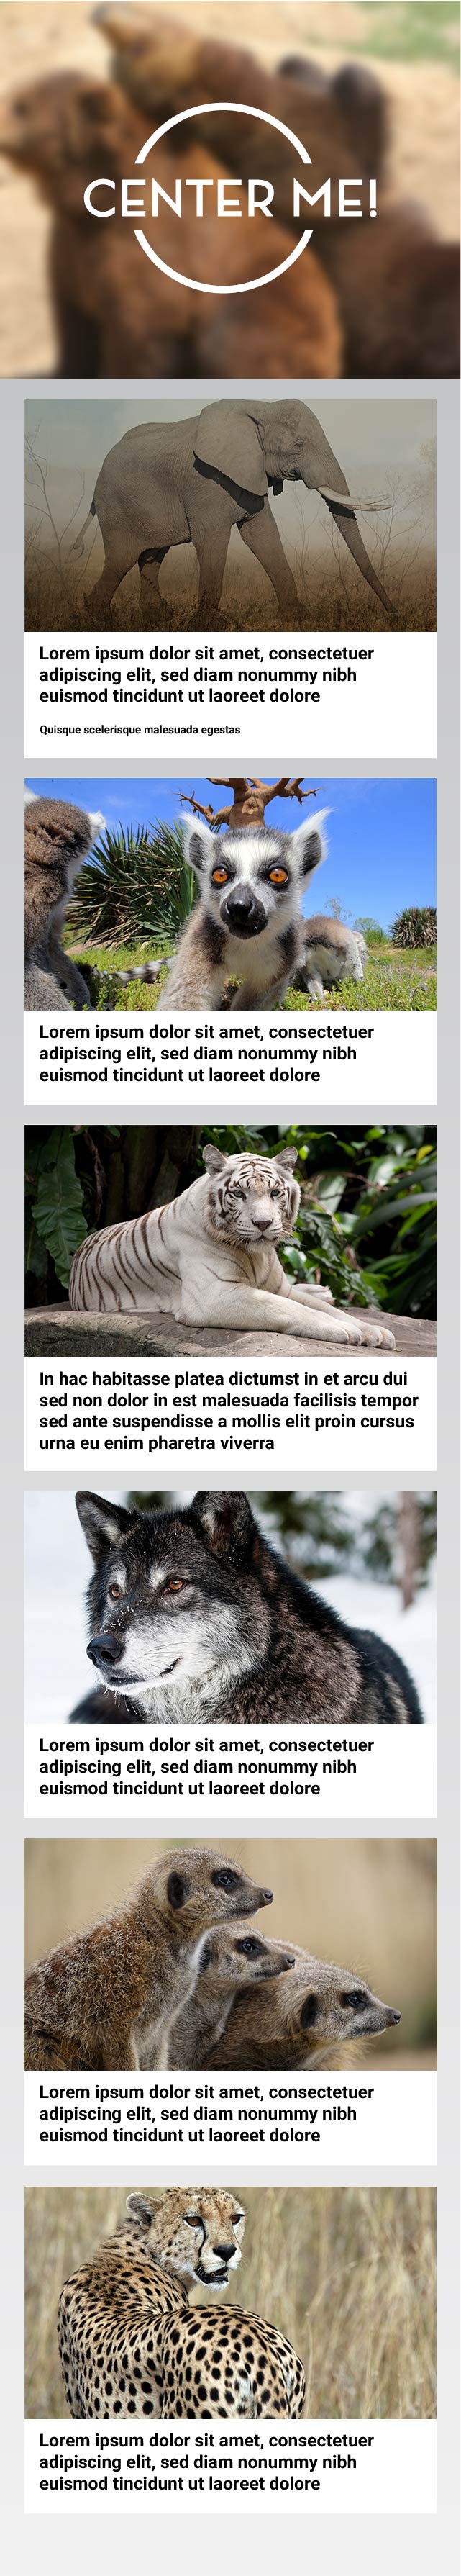 CENTER ME!
Lorem ipsum dolor sit amet, consectetuer
adipiscing elit, sed diam nonummy nibh
euismod tincidunt ut laoreet dolore
Quisque scelerisque malesuada egestas
Lorem ipsum dolor sit amet, consectetuer
adipiscing elit, sed diam nonummy nibh
euismod tincidunt ut laoreet dolore
In hac habitasse platea dictumst in et arcu dui
sed non dolor in est malesuada facilisis tempor
sed ante suspendisse a mollis elit proin cursus
urna eu enim pharetra viverra
Lorem ipsum dolor sit amet, consectetuer
adipiscing elit, sed diam nonummy nibh
euismod tincidunt ut laoreet dolore
Lorem ipsum dolor sit amet, consectetuer
adipiscing elit, sed diam nonummy nibh
euismod tincidunt ut laoreet dolore
Lorem ipsum dolor sit amet, consectetuer
adipiscing elit, sed diam nonummy nibh
euismod tincidunt ut laoreet dolore